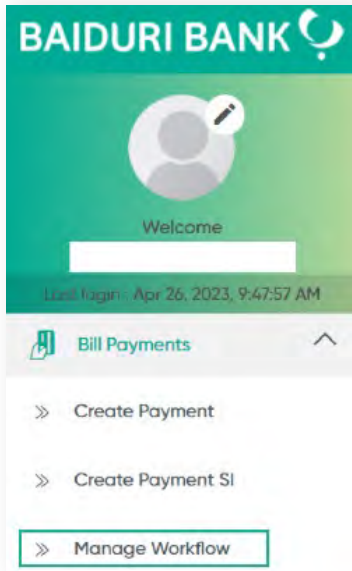 BAIDURI BANK
Welcome
Last login : Apr 26, 2023, 9:47:57 AM
Bill Payments
Create Payment
Create Payment SI
Manage Workflow